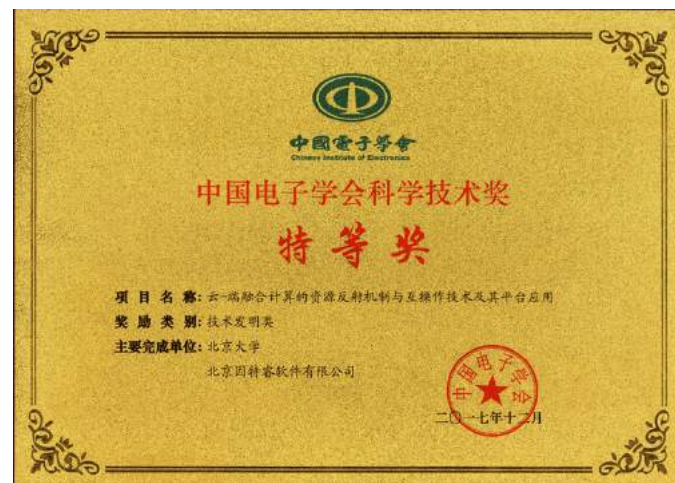 中國電子學會
Chinese Institute of Electronics
中国电子学会科学技术奖
特等奖
项目名称：云-端融合计算的资源反射机制与互操作技术及其平台应用
奖励类别：技术发明类
主要完成单位：北京大学
北京因特睿软件有限公司
中国电子学会
二〇一七年十二月